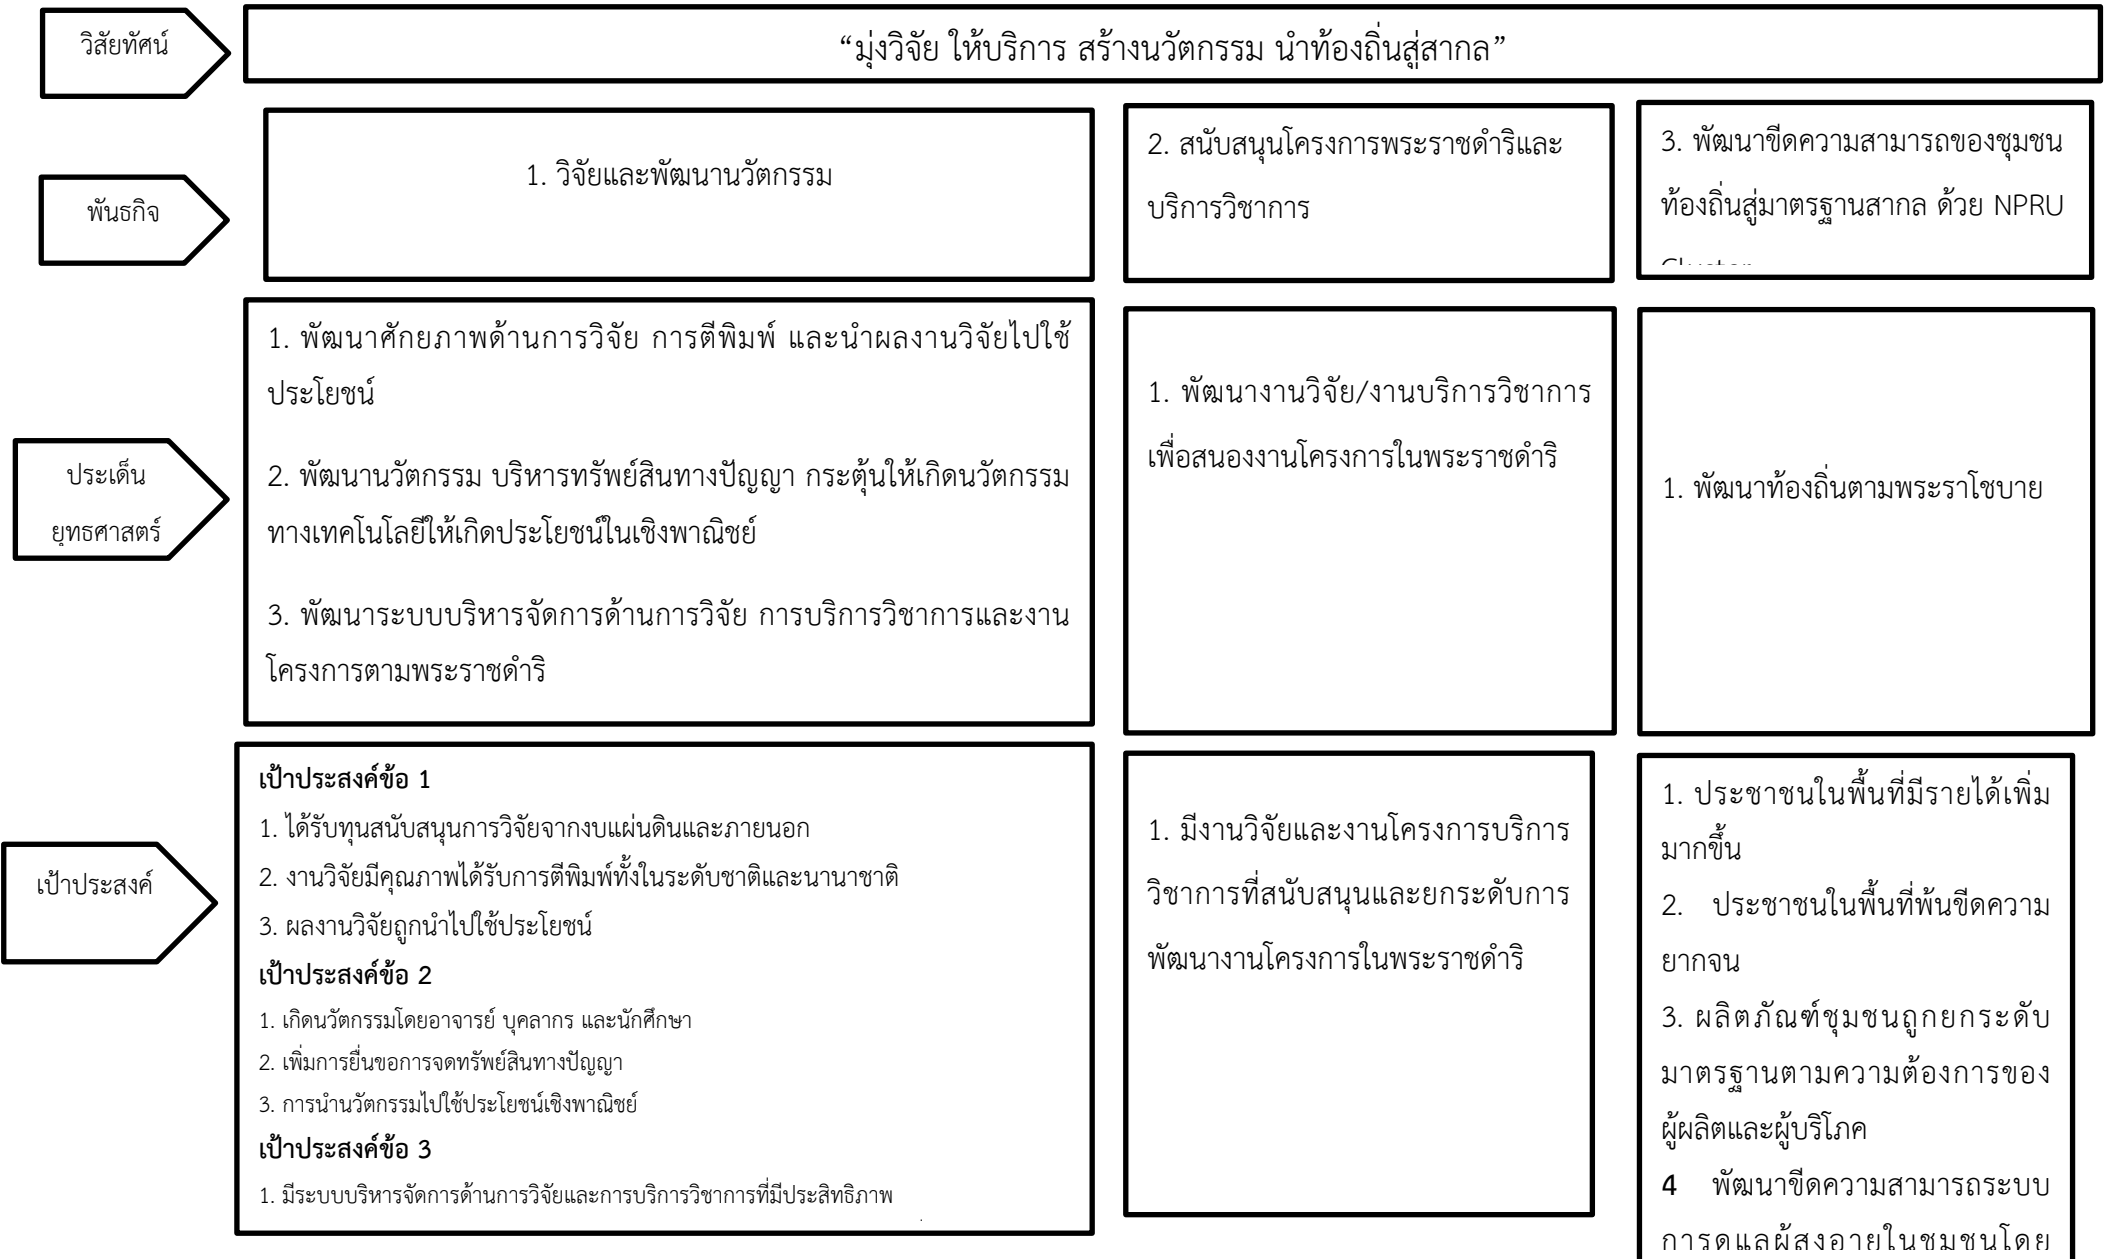 วิสัยทัศน์
“มุ่งวิจัย ให้บริการ สร้างนวัตกรรม นำท้องถิ่นสู่สากล”
พันธกิจ
1. วิจัยและพัฒนานวัตกรรม
2. สนับสนุนโครงการพระราชดำริและ
บริการวิชาการ
3. พัฒนาขีดความสามารถของชุมชน
ท้องถิ่นสู่มาตรฐานสากล ด้วย NPRU
Cluster
ประเด็น
ยุทธศาสตร์
1. พัฒนาศักยภาพด้านการวิจัย การตีพิมพ์ และนำผลงานวิจัยไปใช้
ประโยชน์
2. พัฒนานวัตกรรม บริหารทรัพย์สินทางปัญญา กระตุ้นให้เกิดนวัตกรรม
ทางเทคโนโลยีให้เกิดประโยชน์ในเชิงพาณิชย์
3. พัฒนาระบบบริหารจัดการด้านการวิจัย การบริการวิชาการและงาน
โครงการตามพระราชดำริ
1. พัฒนางานวิจัย/งานบริการวิชาการ
เพื่อสนองงานโครงการในพระราชดำริ
1. พัฒนาท้องถิ่นตามพระราโชบาย
เป้าประสงค์
เป้าประสงค์ข้อ 1
1. ได้รับทุนสนับสนุนการวิจัยจากงบแผ่นดินและภายนอก
2. งานวิจัยมีคุณภาพได้รับการตีพิมพ์ทั้งในระดับชาติและนานาชาติ
3. ผลงานวิจัยถูกนำไปใช้ประโยชน์
เป้าประสงค์ข้อ 2
1. เกิดนวัตกรรมโดยอาจารย์ บุคลากร และนักศึกษา
2. เพิ่มการยื่นขอการจดทรัพย์สินทางปัญญา
3. การนำนวัตกรรมไปใช้ประโยชน์เชิงพาณิชย์
เป้าประสงค์ข้อ 3
1. มีระบบบริหารจัดการด้านการวิจัยและการบริการวิชาการที่มีประสิทธิภาพ
1. มีงานวิจัยและงานโครงการบริการ
วิชาการที่สนับสนุนและยกระดับการ
พัฒนางานโครงการในพระราชดำริ
1. ประชาชนในพื้นที่มีรายได้เพิ่ม
มากขึ้น
2. ประชาชนในพื้นที่พ้นขีดความ
ยากจน
3. ผลิตภัณฑ์ชุมชนถูกยกระดับ
มาตรฐานตามความต้องการของ
ผู้ผลิตและผู้บริโภค
4 พัฒนาขีดความสามารถระบบ
การดูแลผู้สูงอายุในชุมชนโดย